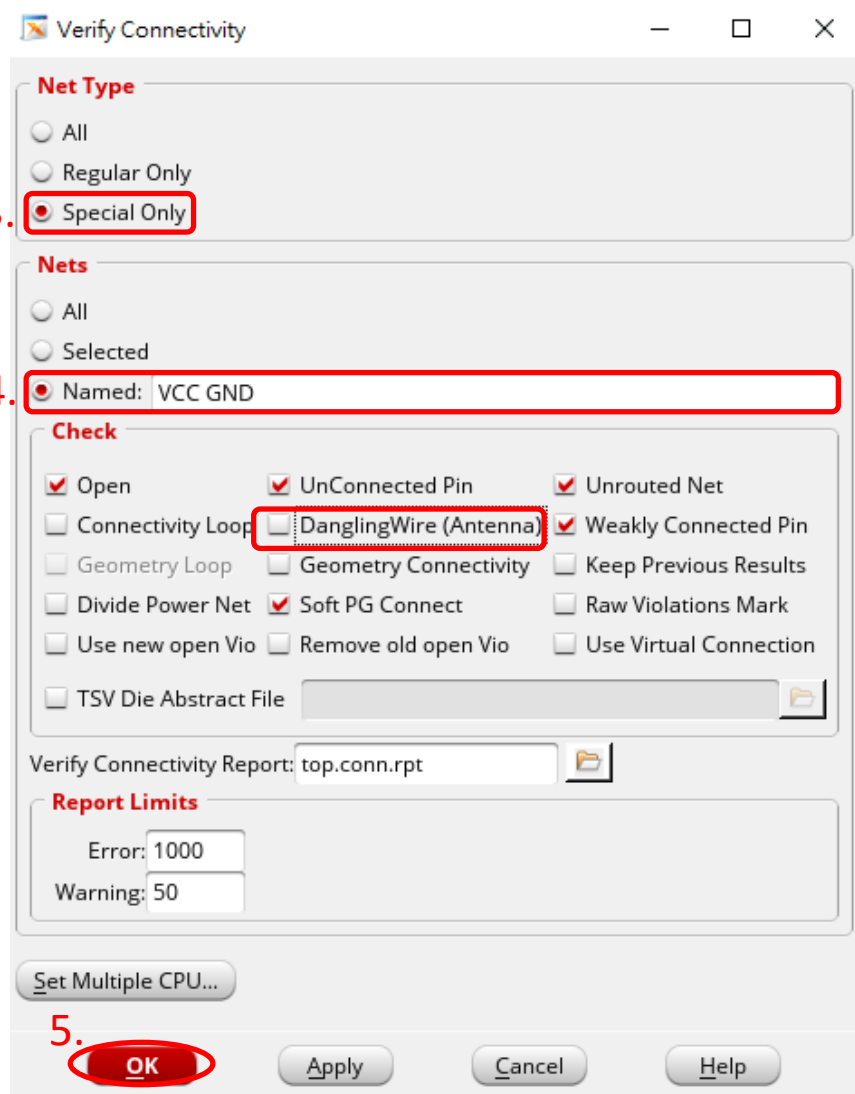 Verify Connectivity
Net Type
All
Regular Only
Special Only
Nets
All
Selected
4. Named: VCC GND
Check
Open UnConnected Pin Unrouted Net
Connectivity Loop DanglingWire (Antenna) Weakly Connected Pin
Geometry Loop Geometry Connectivity Keep Previous Results
Divide Power Net Soft PG Connect Raw Violations Mark
Use new open Vio Remove old open Vio Use Virtual Connection
TSV Die Abstract File
Verify Connectivity Report: top.conn.rpt
Report Limits
Error: 1000
Warning: 50
Set Multiple CPU...
5.
OK Apply Cancel Help